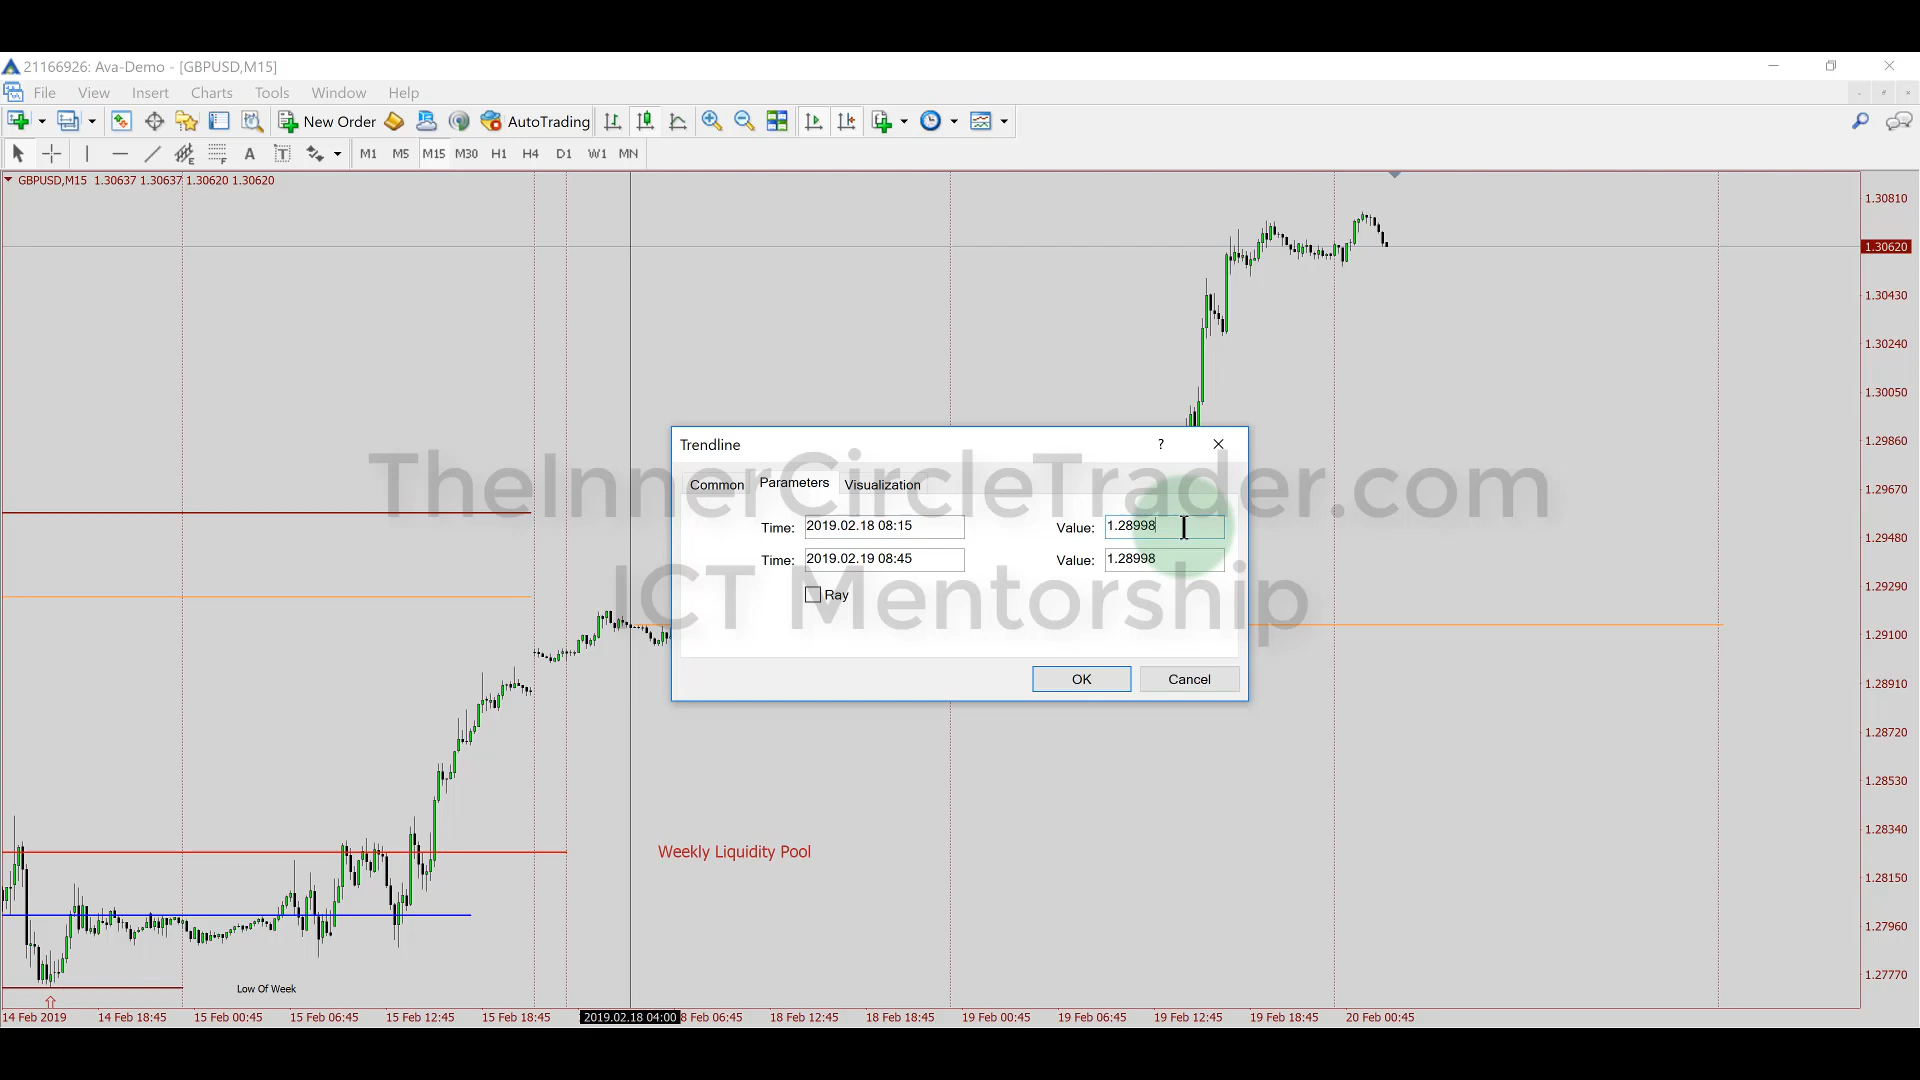 21166926: Ava-Demo - [GBPUSD,M15]
File View Insert Charts Tools Window Help
New Order AutoTrading
A T M1 M5 M15 M30 H1 H4 D1 W1 MN
GBPUSD,M15 1.30637 1.30637 1.30620 1.30620
1.30810
1.30620
1.30430
1.30240
1.30050
1.29860
1.29670
1.29480
1.29290
1.29100
1.28910
1.28720
1.28530
1.28340
1.28150
1.27960
1.27770
Trendline
Common Parameters Visualization
Time: 2019.02.18 08:15 Value: 1.28998
Time: 2019.02.19 08:45 Value: 1.28998
Ray
OK Cancel
TheInnerCircleTrader.com
ICT Mentorship
Weekly Liquidity Pool
Low Of Week
14 Feb 2019 14 Feb 18:45 15 Feb 00:45 15 Feb 06:45 15 Feb 12:45 15 Feb 18:45 2019.02.18 04:00 8 Feb 06:45 18 Feb 12:45 18 Feb 18:45 19 Feb 00:45 19 Feb 06:45 19 Feb 12:45 19 Feb 18:45 20 Feb 00:45